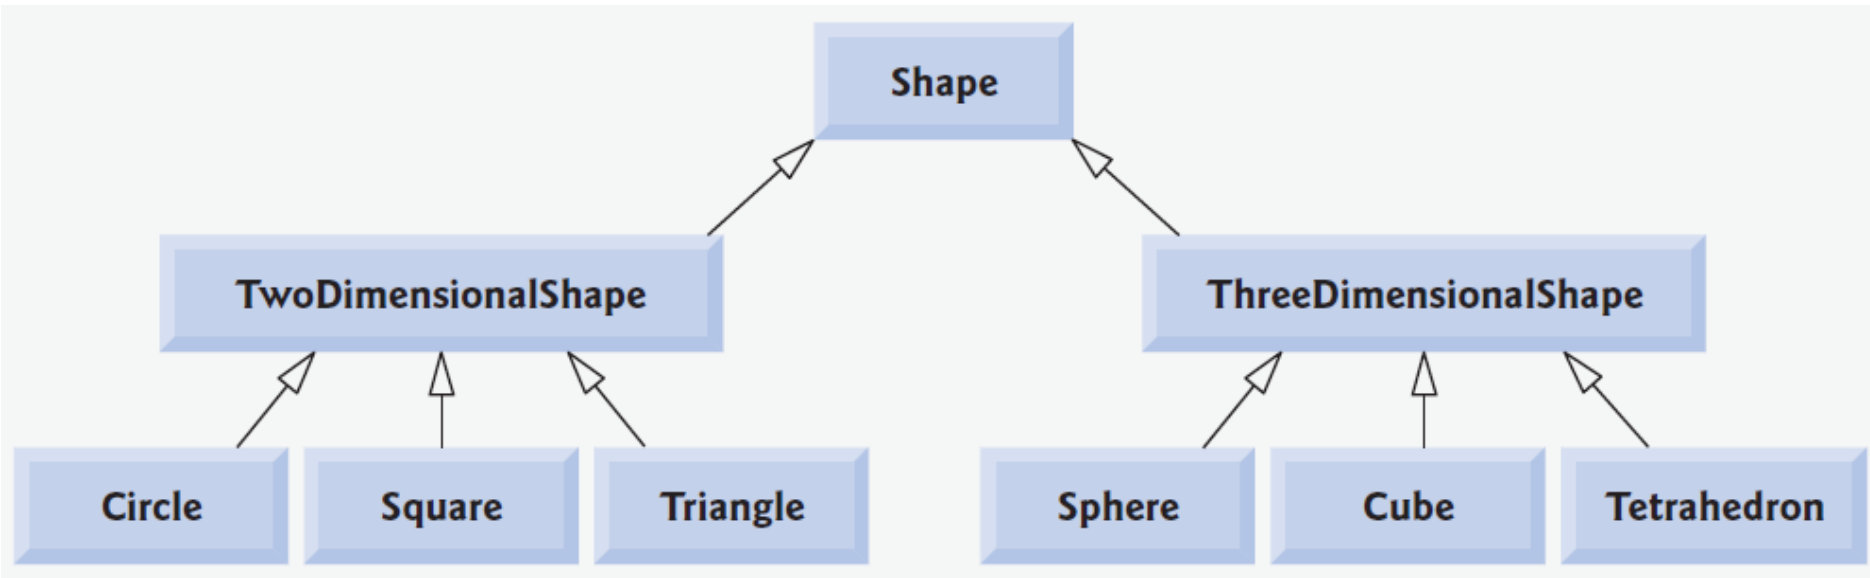 Shape
TwoDimensionalShape
ThreeDimensionalShape
Circle
Square
Triangle
Sphere
Cube
Tetrahedron